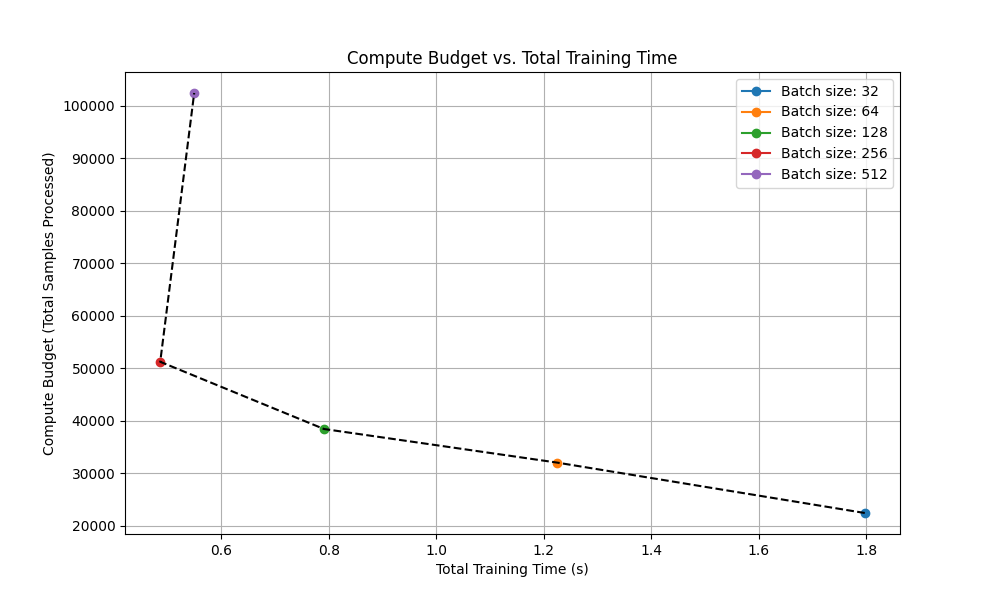 Compute Budget vs. Total Training Time
Batch size: 32
Batch size: 64
Batch size: 128
Batch size: 256
Batch size: 512
Compute Budget (Total Samples Processed)
100000
90000
80000
70000
60000
50000
40000
30000
20000
0.6
0.8
1.0
1.2
1.4
1.6
1.8
Total Training Time (s)